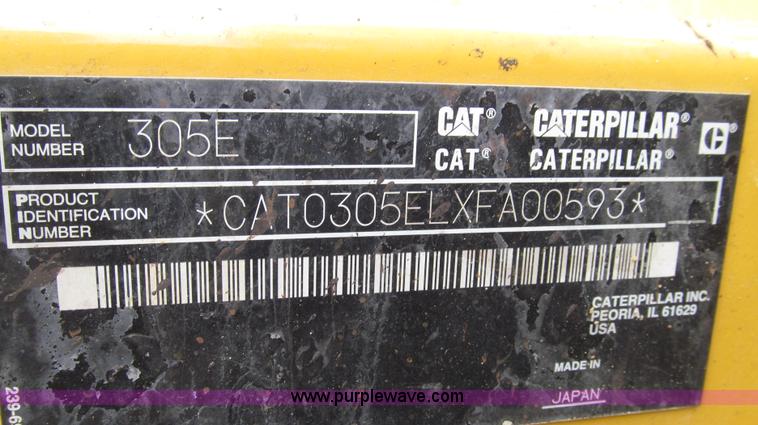 MODEL
NUMBER
305E
CAT® CATERPILLAR®
CAT® CATERPILLAR®
PRODUCT
IDENTIFICATION
NUMBER
*CAT0305ELXFA00593*
CATERPILLAR INC.
PEORIA, IL 61629
USA
MADE IN
JAPAN
www.purplewave.com